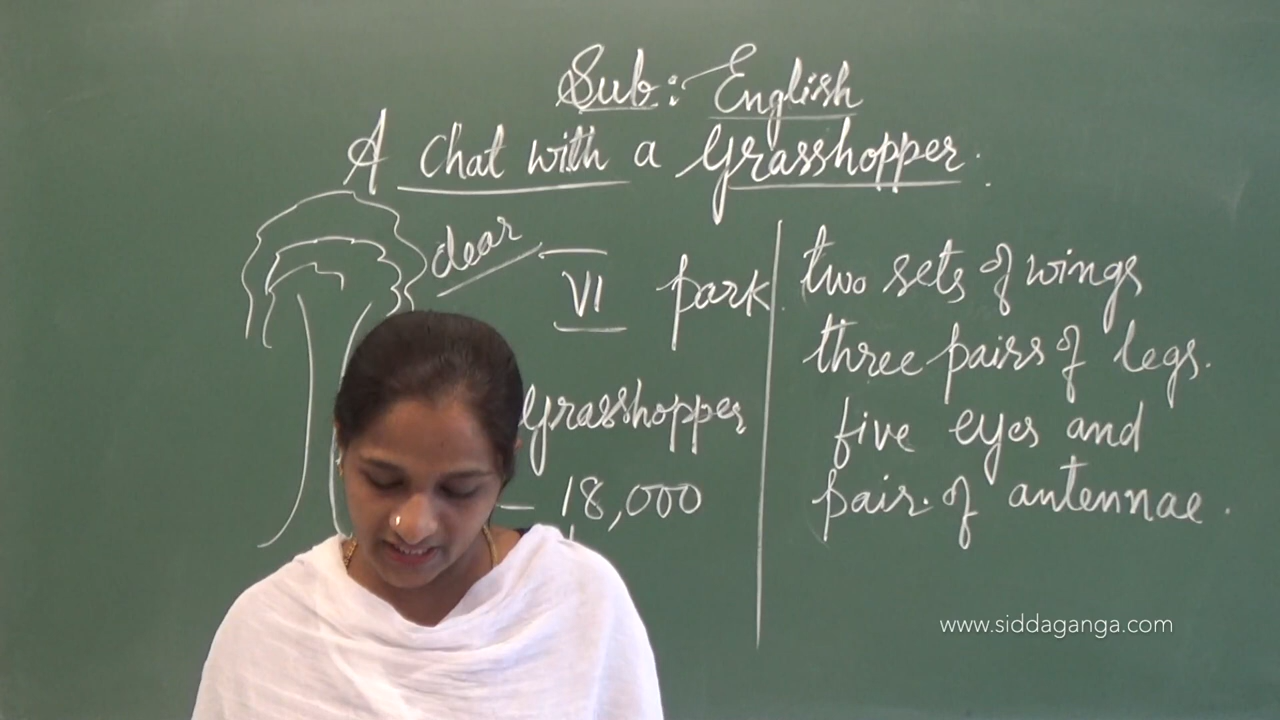 Sub: English
A Chat with a Grasshopper.
dear
VI park
Grasshopper
– 18,000
two sets of wings
three pairs of legs.
five eyes and
pair of antennae.
www.siddaganga.com